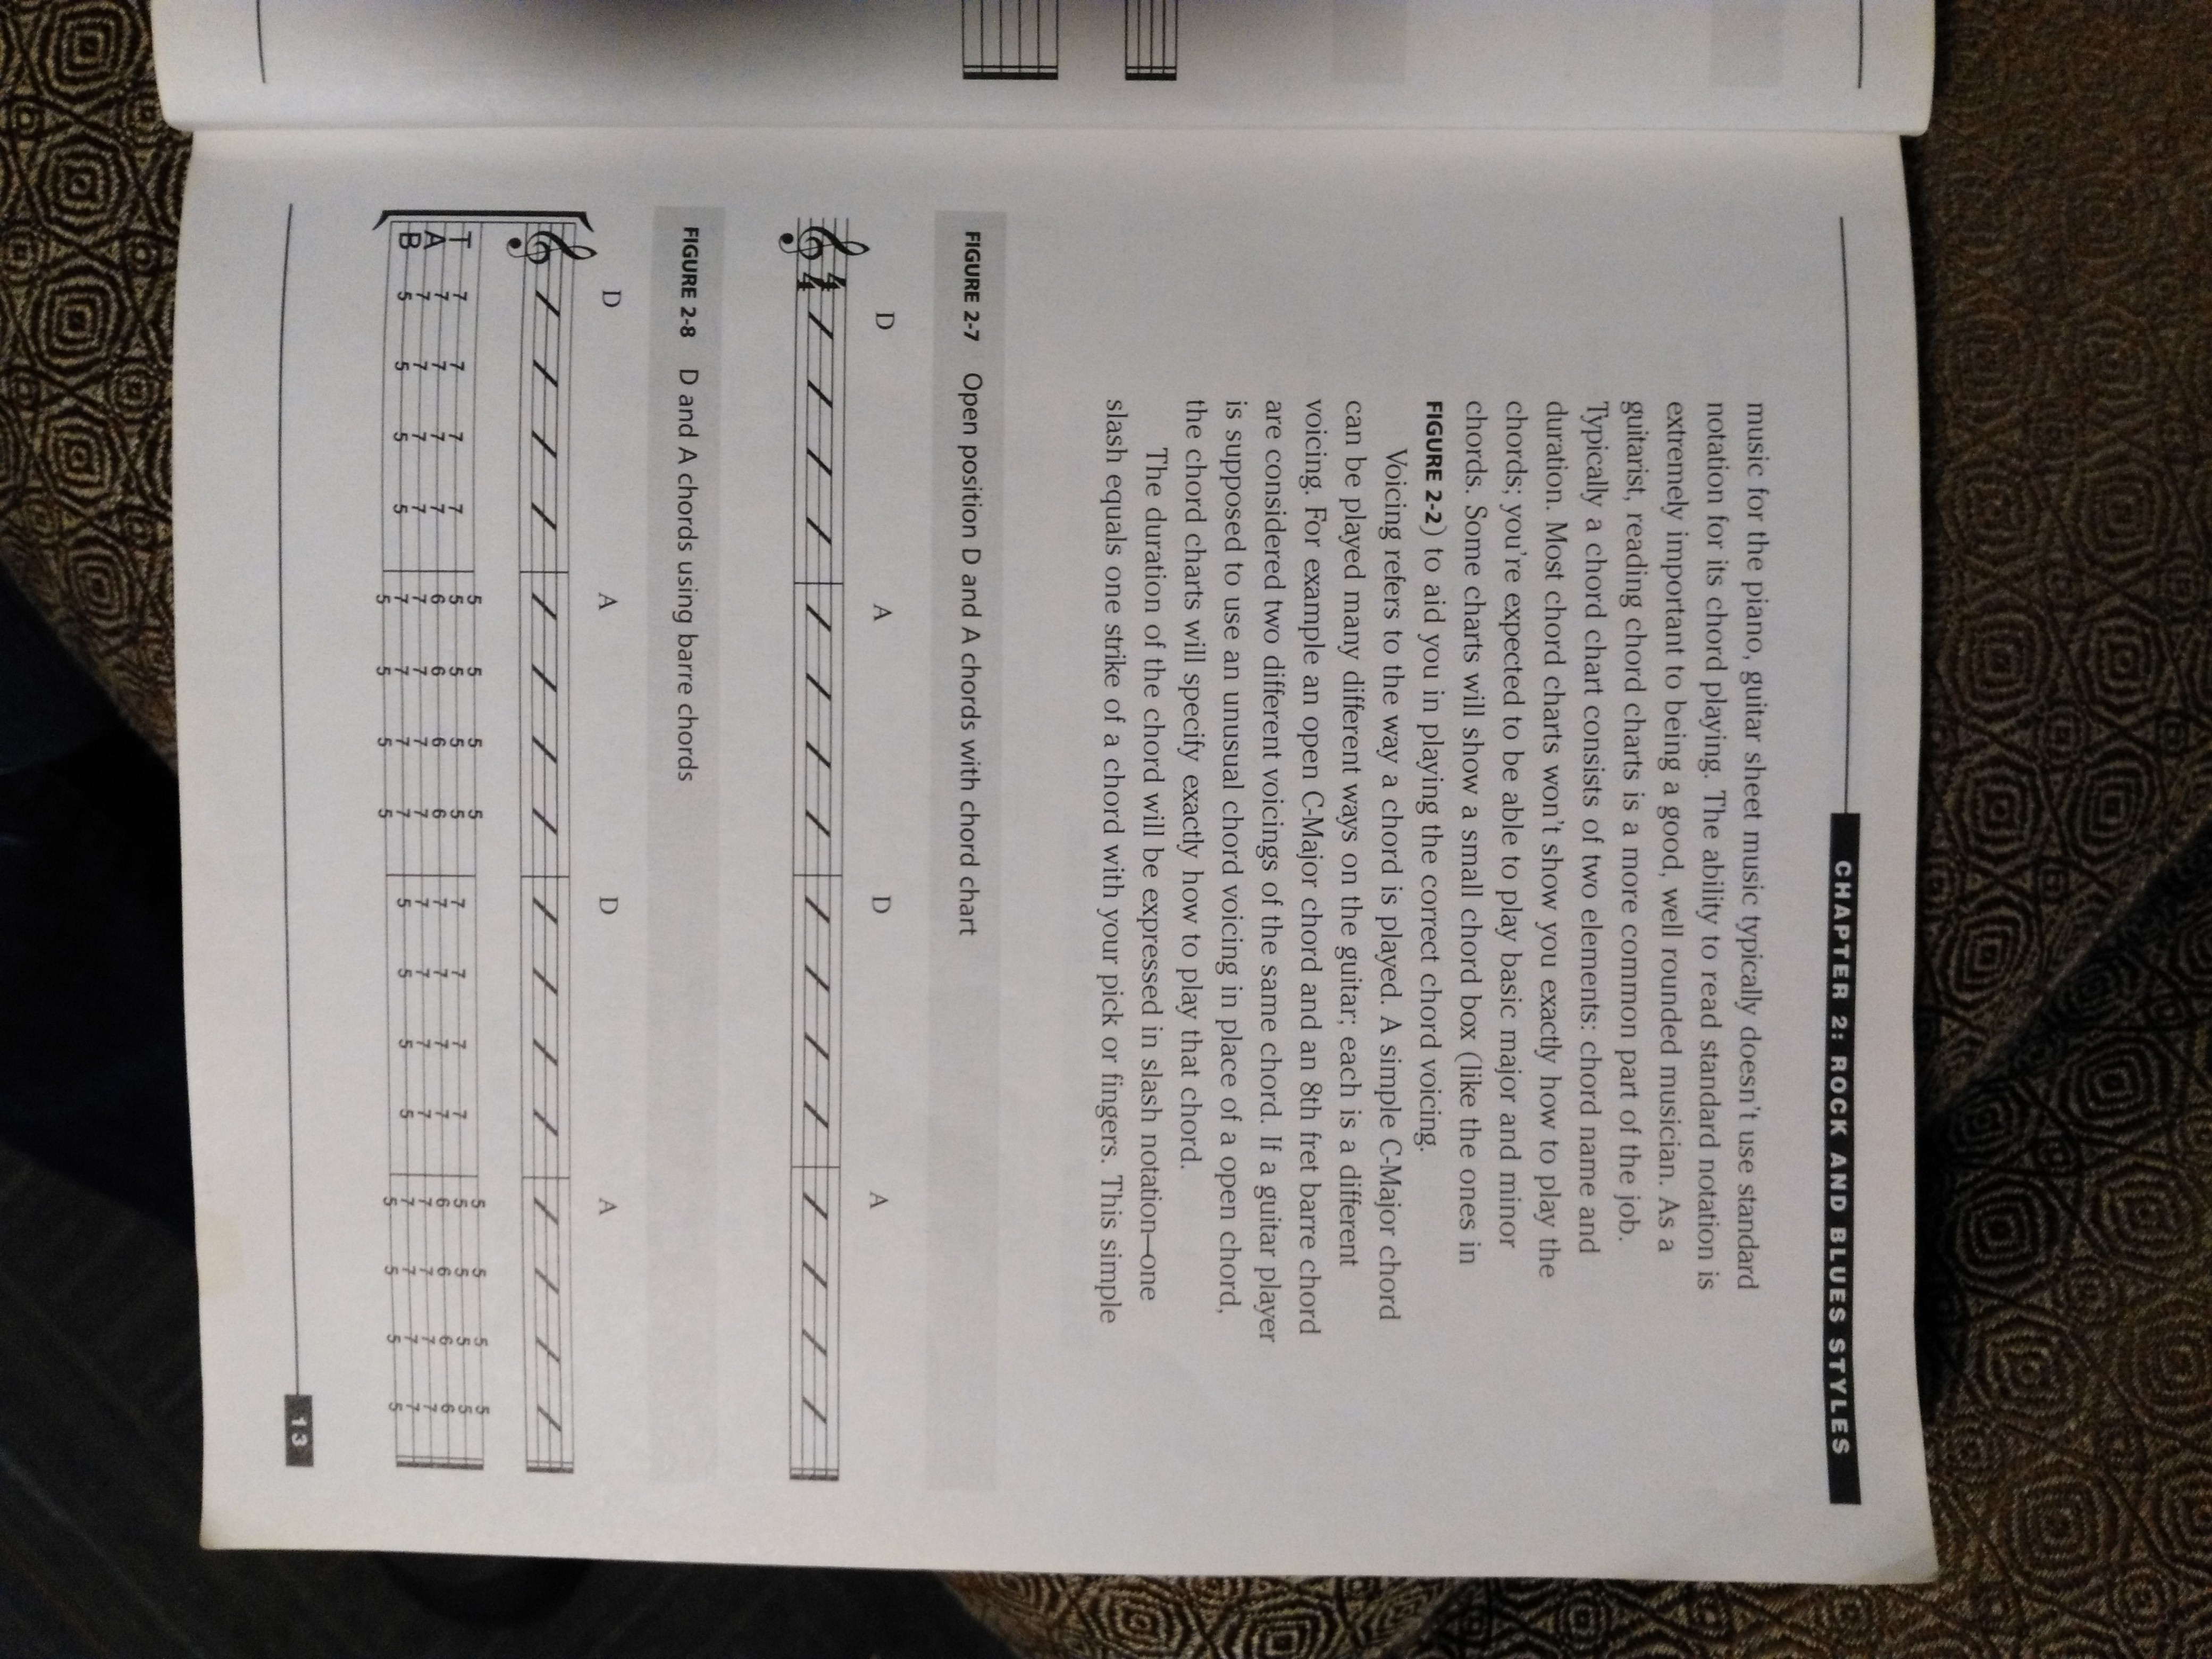 CHAPTER 2: ROCK AND BLUES STYLES
music for the piano, guitar sheet music typically doesn't use standard
notation for its chord playing. The ability to read standard notation is
extremely important to being a good, well rounded musician. As a
guitarist, reading chord charts is a more common part of the job.
Typically a chord chart consists of two elements: chord name and
duration. Most chord charts won't show you exactly how to play the
chords; you're expected to be able to play basic major and minor
chords. Some charts will show a small chord box (like the ones in
FIGURE 2-2) to aid you in playing the correct chord voicing.
Voicing refers to the way a chord is played. A simple C-Major chord
can be played many different ways on the guitar; each is a different
voicing. For example an open C-Major chord and an 8th fret barre chord
are considered two different voicings of the same chord. If a guitar player
is supposed to use an unusual chord voicing in place of a open chord,
the chord charts will specify exactly how to play that chord.
The duration of the chord will be expressed in slash notation—one
slash equals one strike of a chord with your pick or fingers. This simple
FIGURE 2-7 Open position D and A chords with chord chart
D A D A
4
4
FIGURE 2-8 D and A chords using barre chords
D A D A
5 5 5 5 5 5 5 5
T 7 7 7 7 5 5 5 5 7 7 7 7 5 5 5 5
7 7 7 7 6 6 6 6 7 7 7 7 6 6 6 6
A 7 7 7 7 7 7 7 7 7 7 7 7 7 7 7 7
B 5 5 5 5 7 7 7 7 5 5 5 5 7 7 7 7
5 5 5 5 5 5 5 5
13